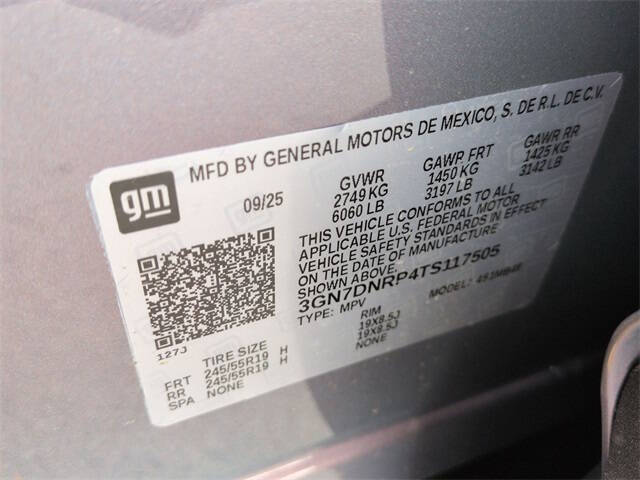 MFD BY GENERAL MOTORS DE MEXICO, S. DE R.L. DE C.V.
gm
09/25
GVWR GAWR FRT GAWR RR
2749 KG 1450 KG 1425 KG
6060 LB 3197 LB 3142 LB
THIS VEHICLE CONFORMS TO ALL
APPLICABLE U.S. FEDERAL MOTOR
VEHICLE SAFETY STANDARDS IN EFFECT
ON THE DATE OF MANUFACTURE
SHOWN ABOVE.
3GN7DNRP4TS117505
TYPE: MPV MODEL:
127J
TIRE SIZE RIM
FRT 245/55R19 H 19X8.5J
RR 245/55R19 H 19X8.5J
SPA NONE NONE